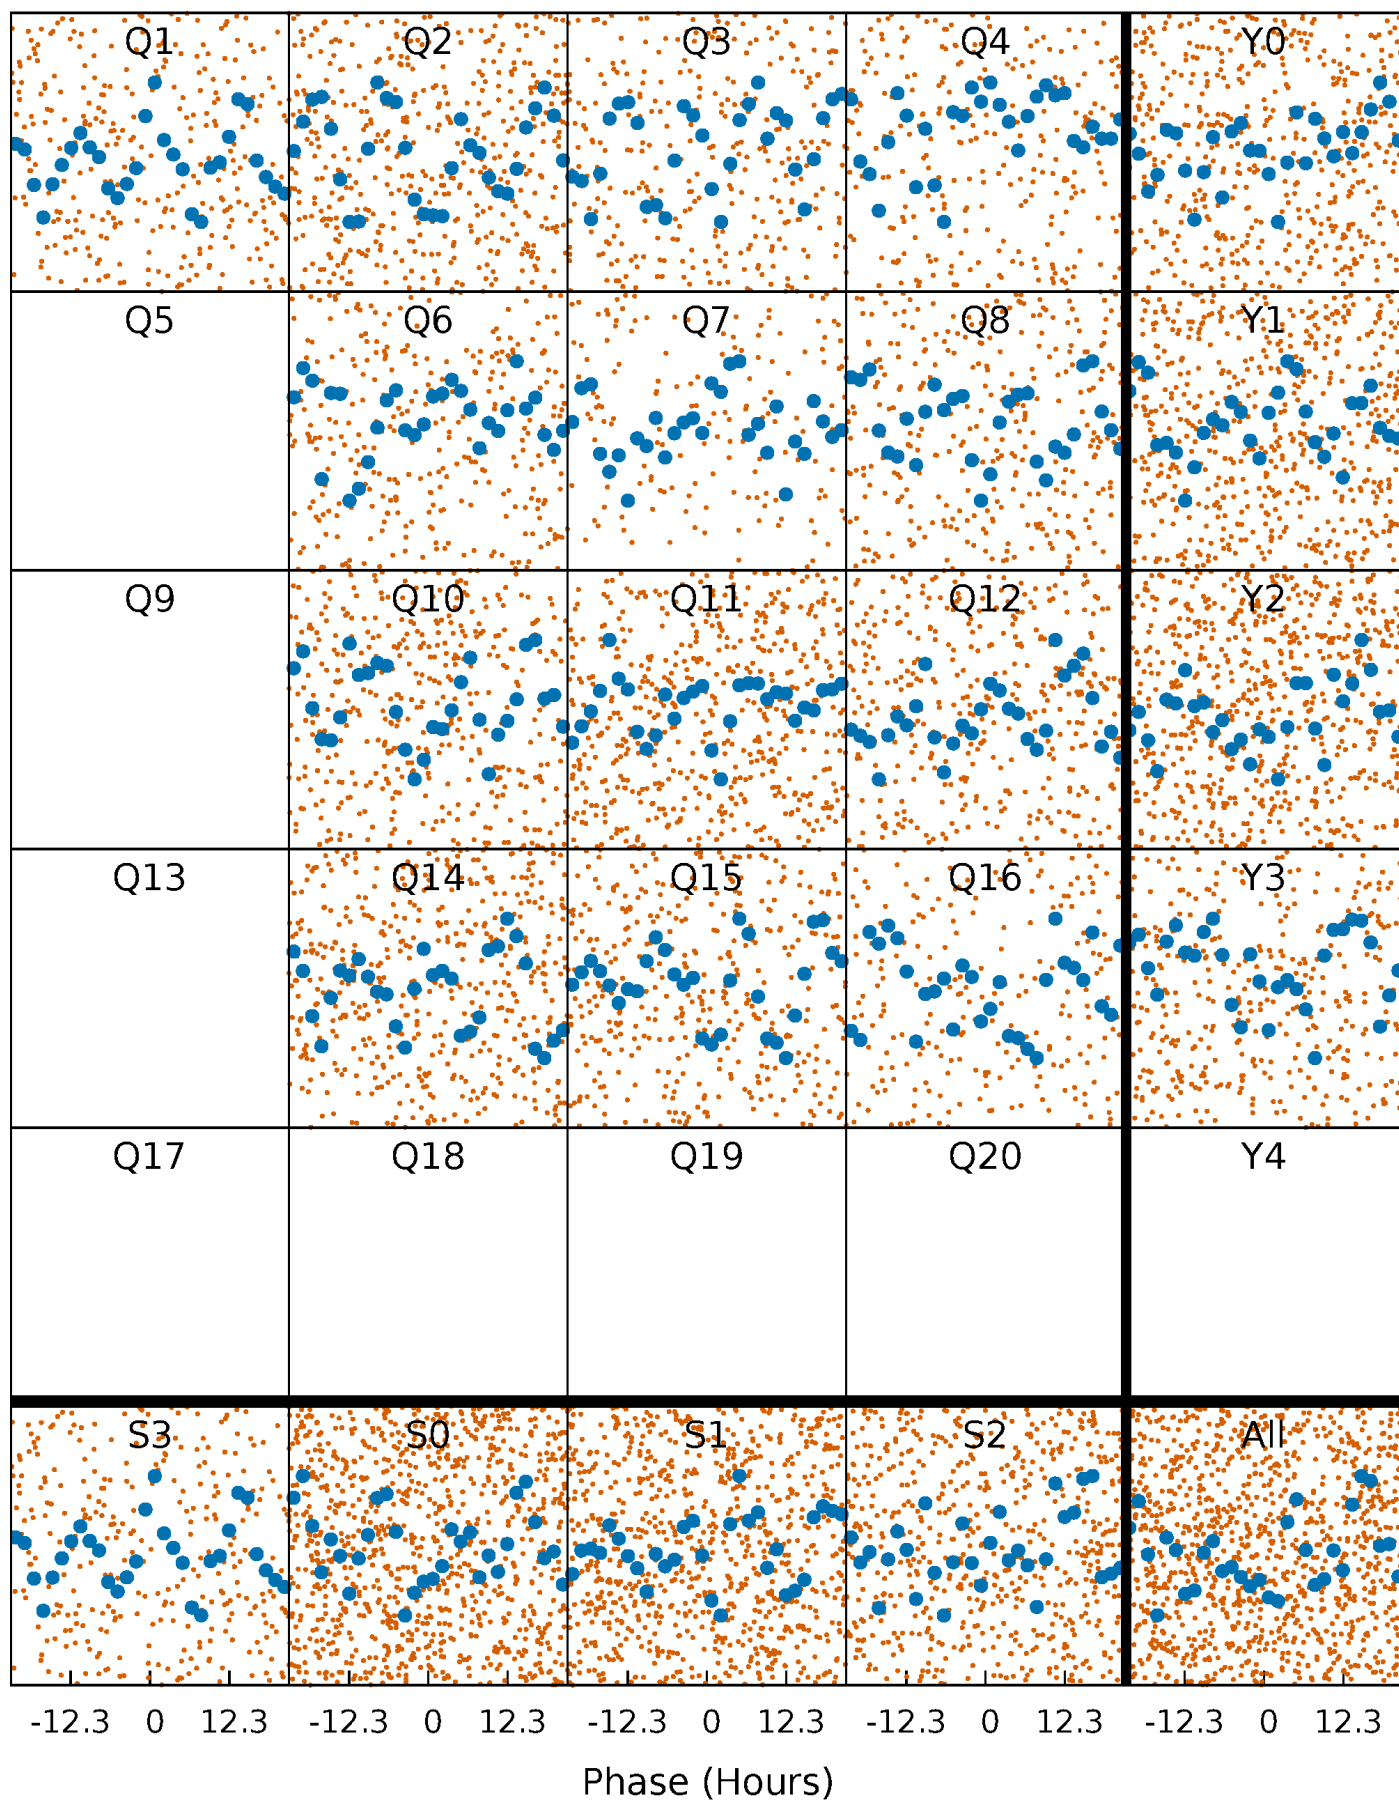 Q1 Q2 Q3 Q4 Y0
Q5 Q6 Q7 Q8 Y1
Q9 Q10 Q11 Q12 Y2
Q13 Q14 Q15 Q16 Y3
Q17 Q18 Q19 Q20 Y4
S3 S0 S1 S2 All
-12.3 0 12.3 -12.3 0 12.3 -12.3 0 12.3 -12.3 0 12.3 -12.3 0 12.3
Phase (Hours)